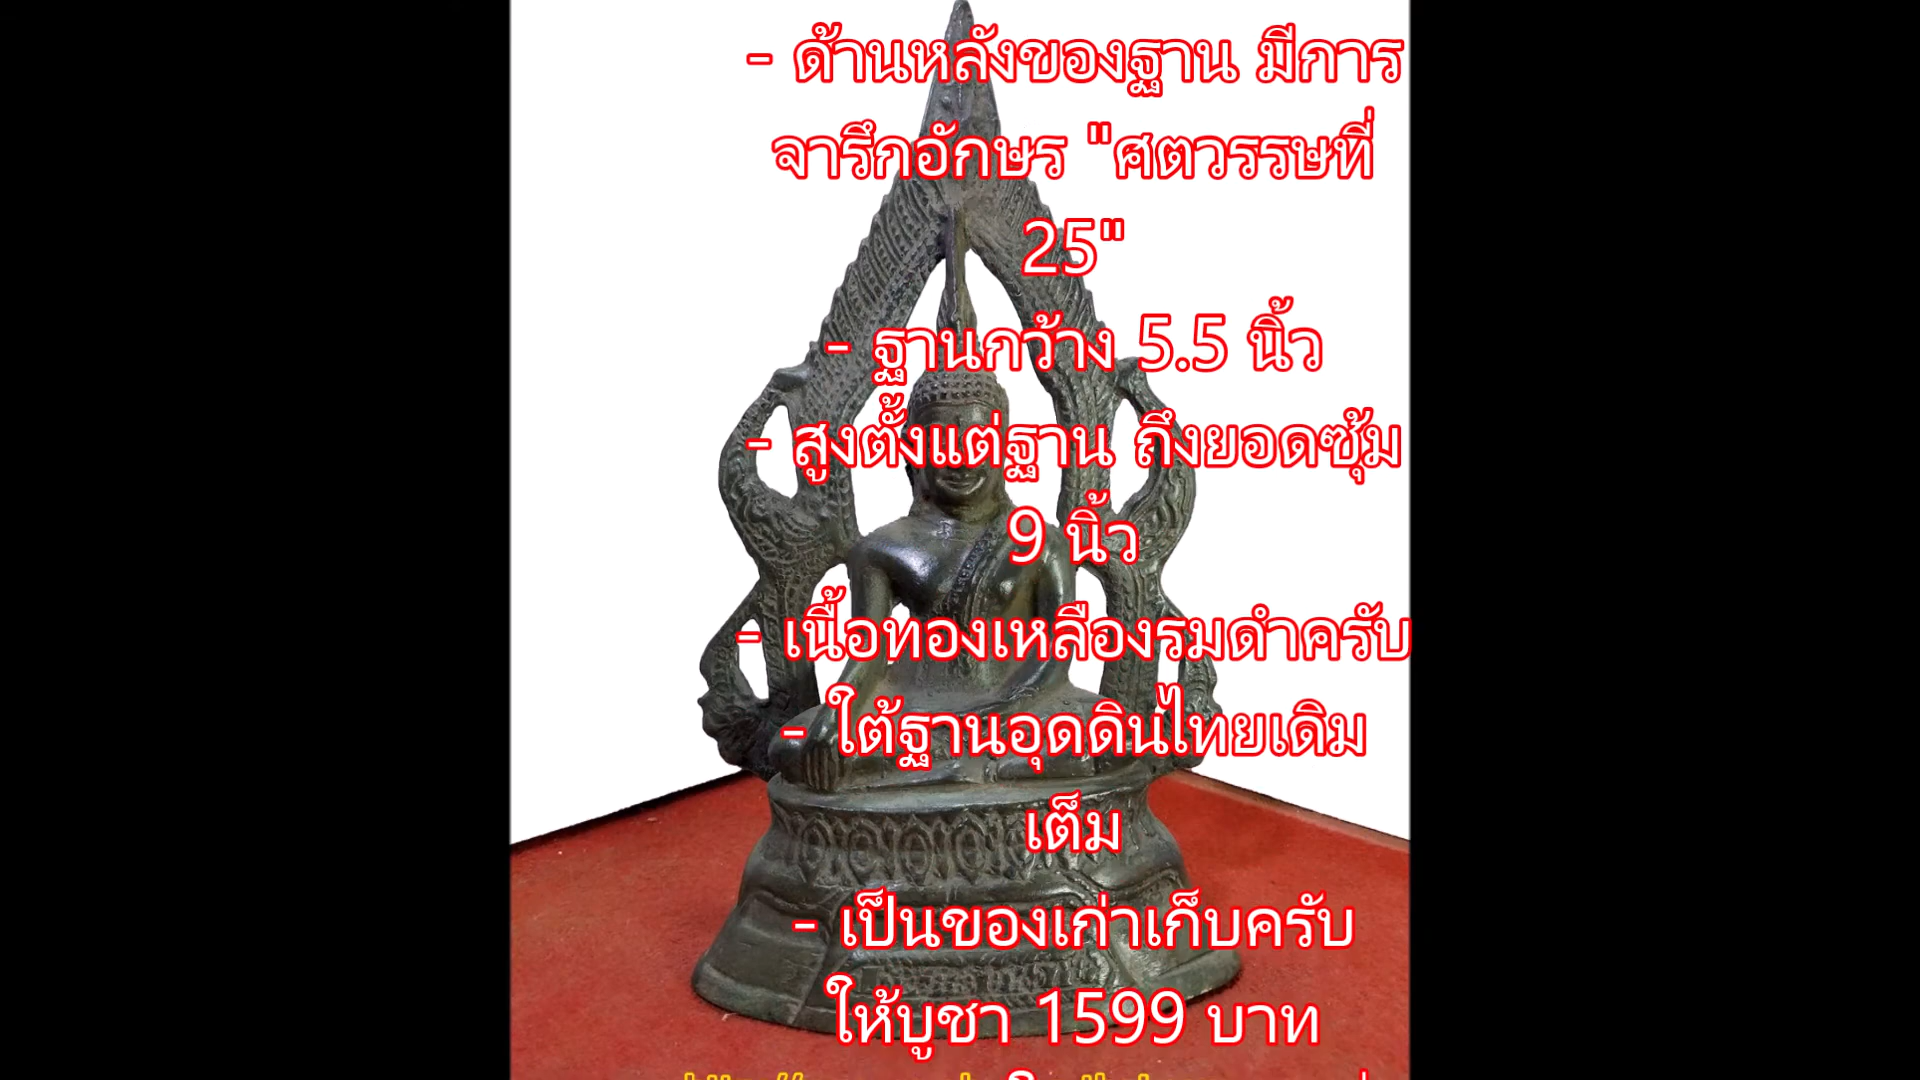 - ด้านหลังของฐาน มีการ
จารึกอักษร "ศตวรรษที่
25"
- ฐานกว้าง 5.5 นิ้ว
- สูงตั้งแต่ฐาน ถึงยอดซุ้ม
9 นิ้ว
- เนื้อทองเหลืองรมดำครับ
- ใต้ฐานอุดดินไทยเดิม
เต็ม
- เป็นของเก่าเก็บครับ
ให้บูชา 1599 บาท